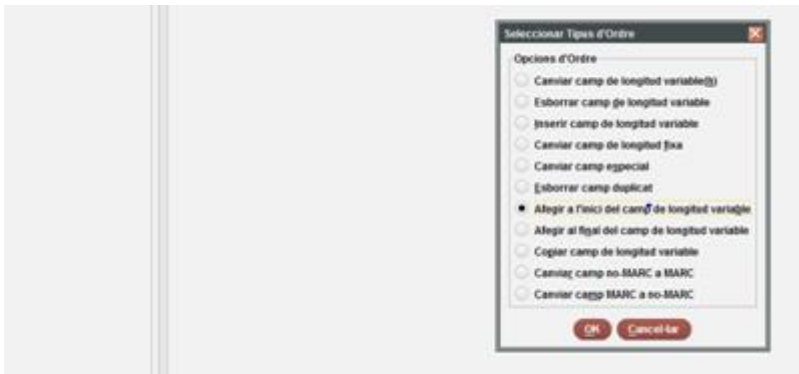 Seleccionar Tipus d'Ordre
Opcions d'Ordre
Canviar camp de longitud variable(h)
Esborrar camp de longitud variable
Inserir camp de longitud variable
Canviar camp de longitud fixa
Canviar camp especial
Esborrar camp duplicat
Afegir a l'inici del camp de longitud variable
Afegir al final del camp de longitud variable
Copiar camp de longitud variable
Canviar camp no-MARC a MARC
Canviar camp MARC a no-MARC
OK Cancel·lar